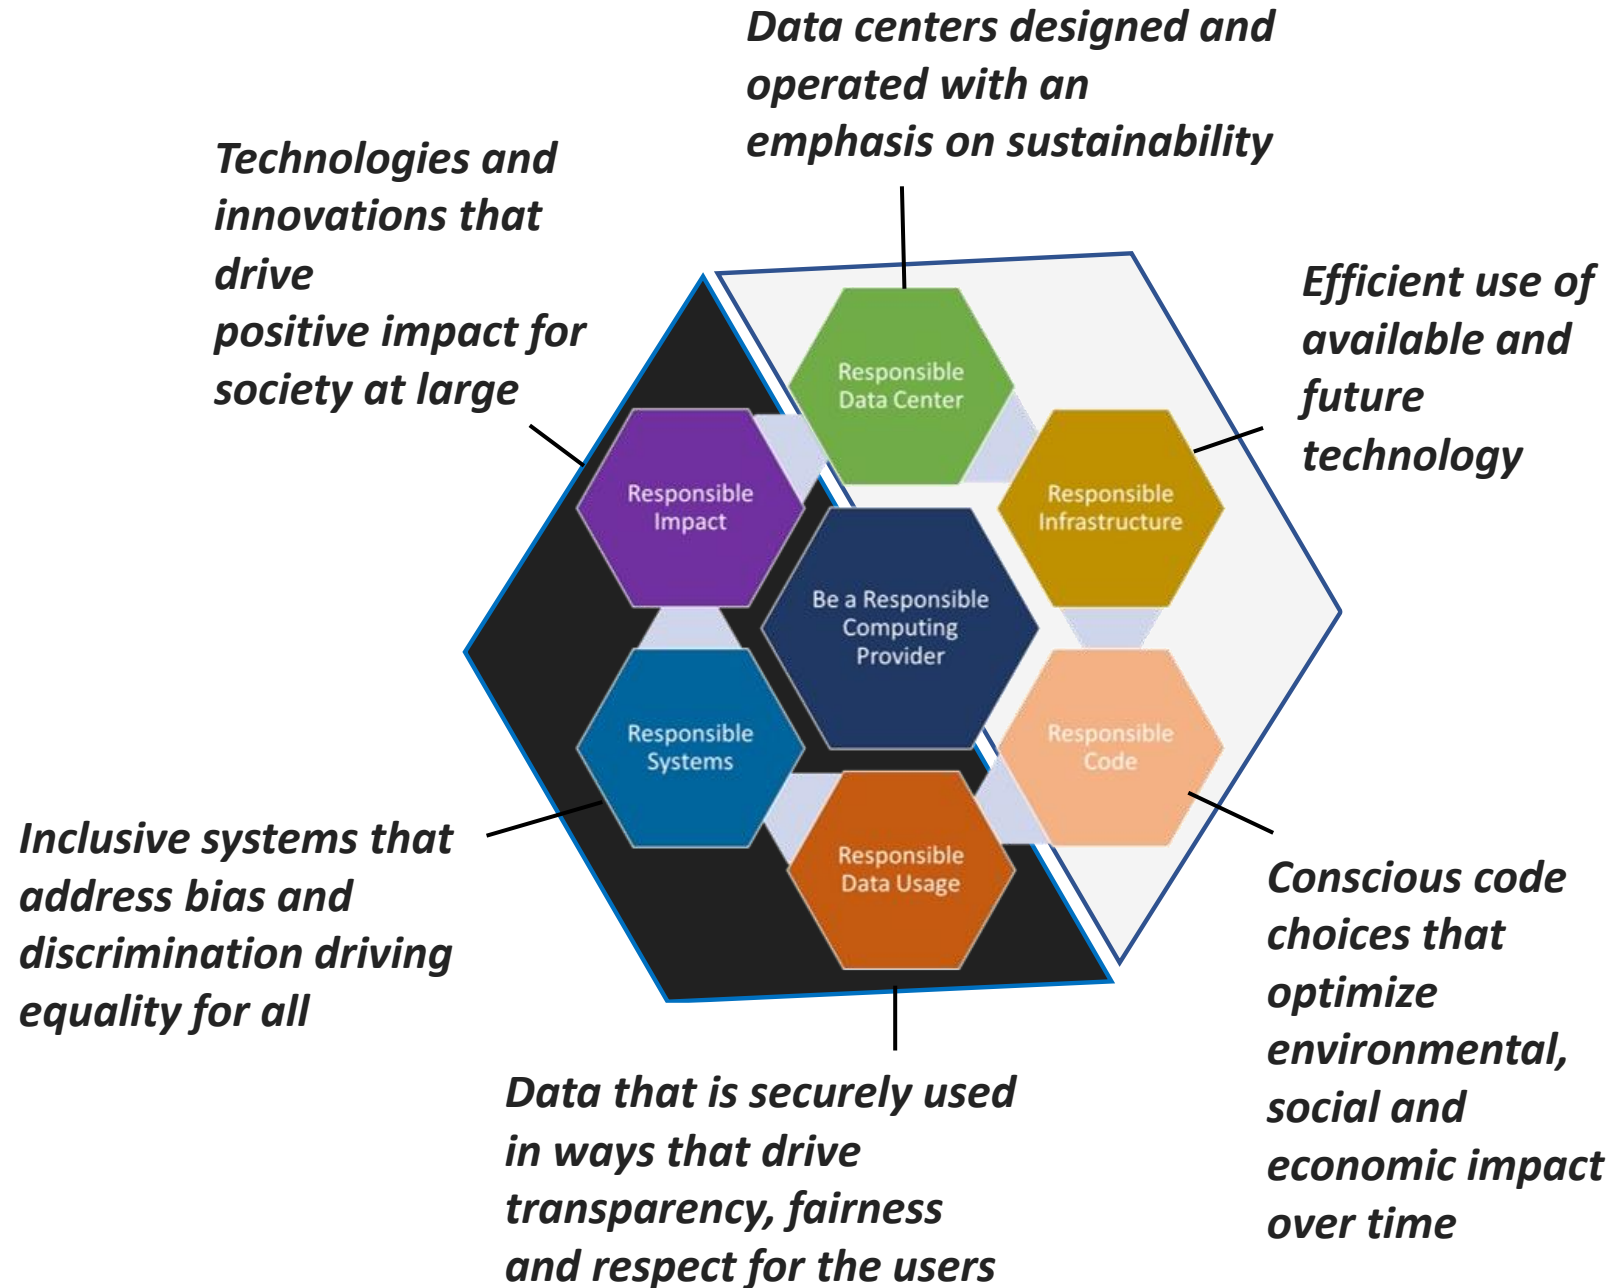 Data centers designed and
operated with an
emphasis on sustainability
Technologies and
innovations that
drive
positive impact for
society at large
Efficient use of
available and
future
technology
Responsible
Data Center
Responsible
Impact
Responsible
Infrastructure
Be a Responsible
Computing
Provider
Responsible
Systems
Responsible
Code
Responsible
Data Usage
Inclusive systems that
address bias and
discrimination driving
equality for all
Conscious code
choices that
optimize
environmental,
social and
economic impact
over time
Data that is securely used
in ways that drive
transparency, fairness
and respect for the users